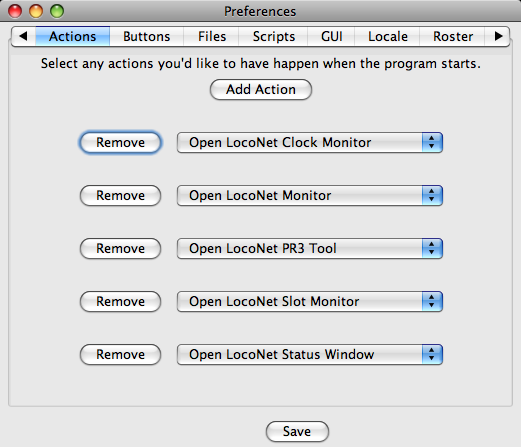 Preferences
Actions Buttons Files Scripts GUI Locale Roster
Select any actions you'd like to have happen when the program starts.
Add Action
Remove Open LocoNet Clock Monitor
Remove Open LocoNet Monitor
Remove Open LocoNet PR3 Tool
Remove Open LocoNet Slot Monitor
Remove Open LocoNet Status Window
Save